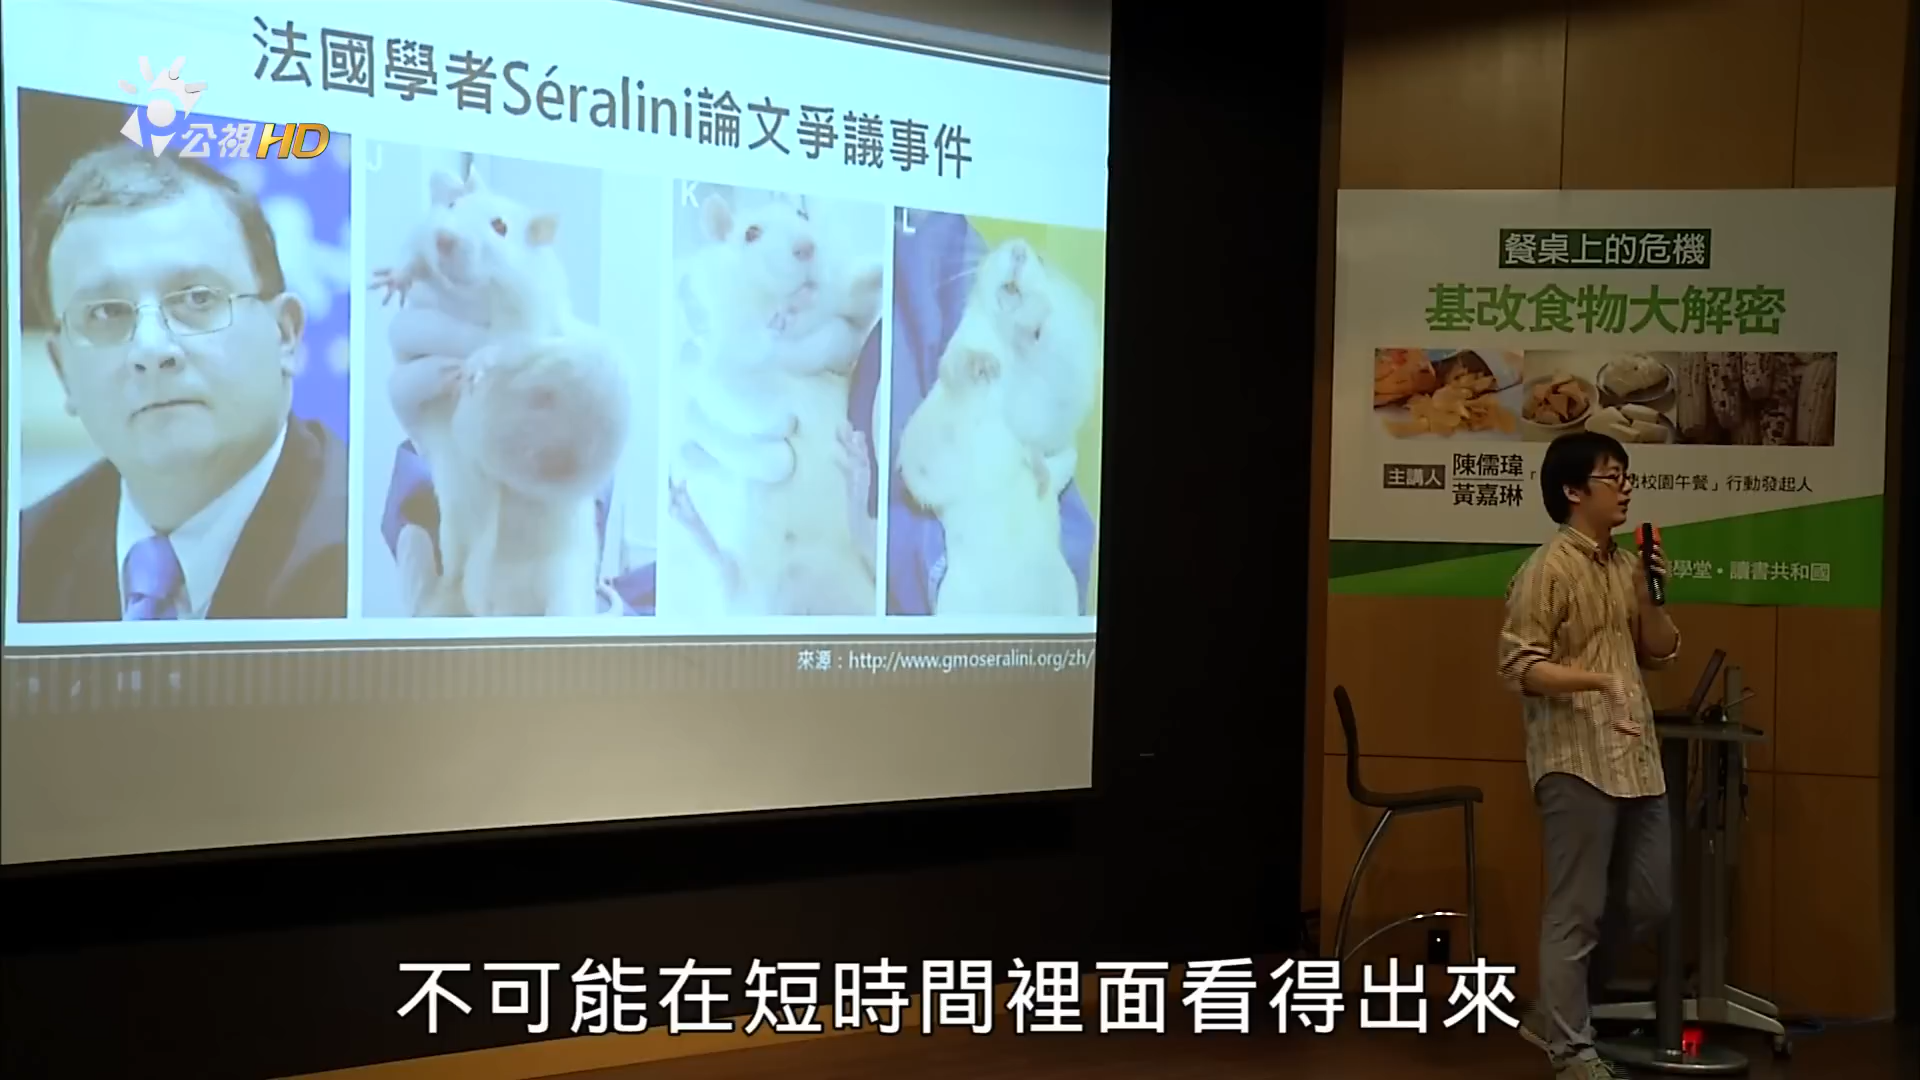 法國學者Séralini論文爭議事件
公視HD
J
K
L
來源：http://www.gmoseralini.org/zh/
餐桌上的危機
基改食物大解密
主講人
陳儒瑋
黃嘉琳
「
校園午餐」行動發起人
學堂・讀書共和國
不可能在短時間裡面看得出來